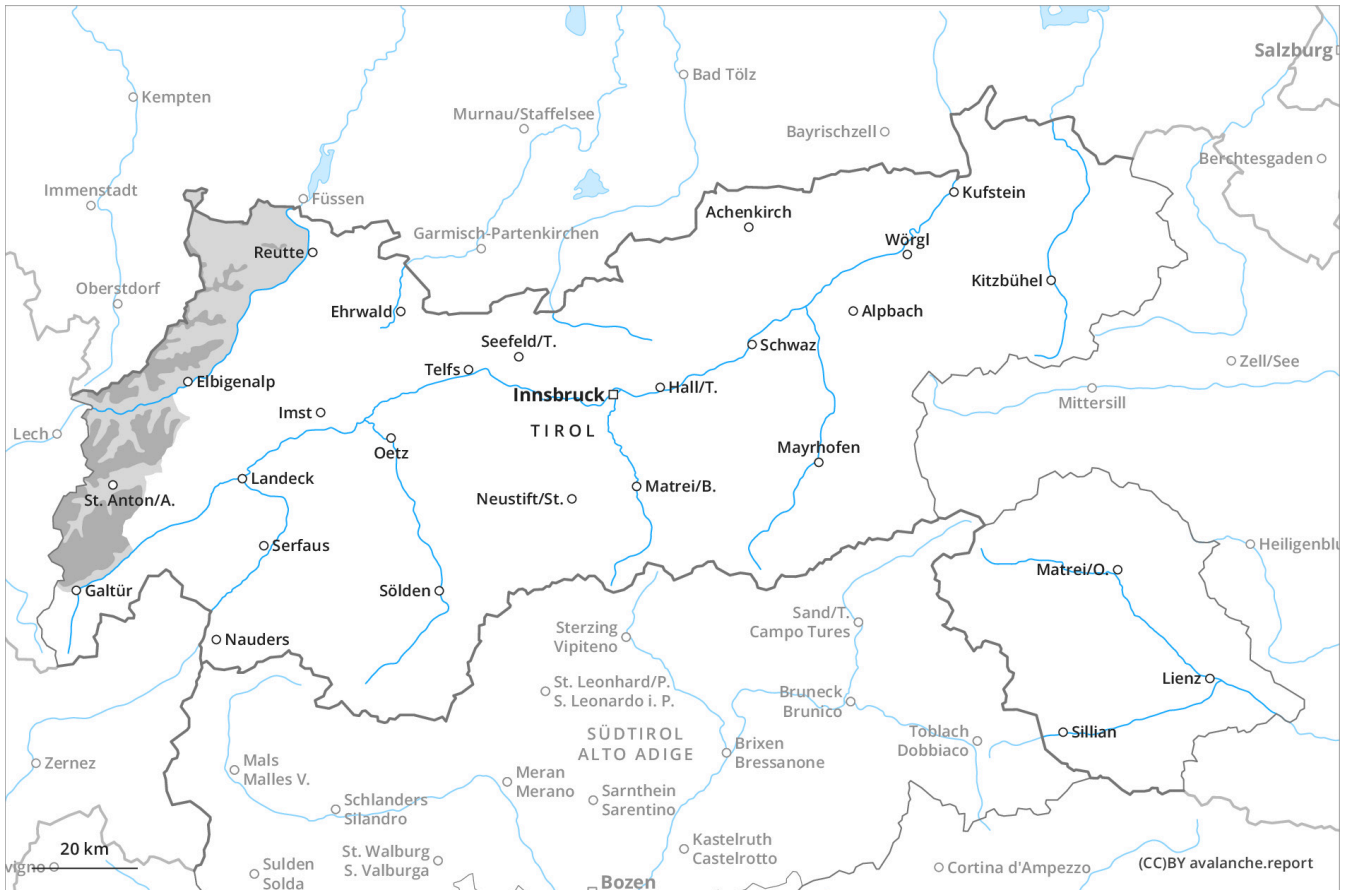 Salzburg
Bad Tölz
Kempten
Murnau/Staffelsee
Bayrischzell
Berchtesgaden
Immenstadt
Füssen
Kufstein
Achenkirch
Garmisch-Partenkirchen
Wörgl
Reutte
Kitzbühel
Oberstdorf
Ehrwald
Alpbach
Seefeld/T.
Schwaz
Zell/See
Telfs
Elbigenalp
Hall/T.
Innsbruck
Mittersill
Imst
TIROL
Lech
Mayrhofen
Oetz
Landeck
Matrei/B.
St. Anton/A.
Neustift/St.
Serfaus
Heiligenblu
Matrei/O.
Galtür
Sölden
Sand/T.
Campo Tures
Sterzing
Vipiteno
Nauders
Lienz
St. Leonhard/P.
S. Leonardo i. P.
Bruneck
Brunico
SÜDTIROL
ALTO ADIGE
Sillian
Toblach
Dobbiaco
Brixen
Bressanone
Zernez
Mals
Malles V.
Meran
Merano
Sarnthein
Sarentino
Schlanders
Silandro
20 km
Kastelruth
Castelrotto
St. Walburg
S. Valburga
(CC)BY avalanche.report
vigno
Sulden
Solda
Cortina d'Ampezzo
Bozen